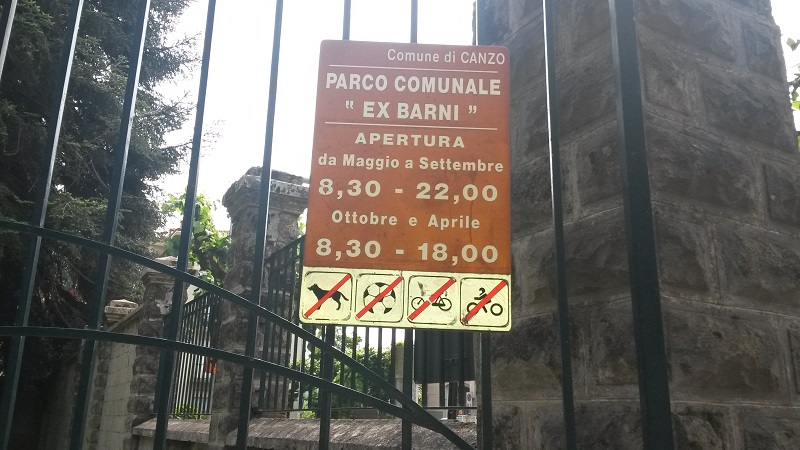 Comune di CANZO
PARCO COMUNALE
" EX BARNI "
APERTURA
da Maggio a Settembre
8,30 - 22,00
Ottobre e Aprile
8,30 - 18,00